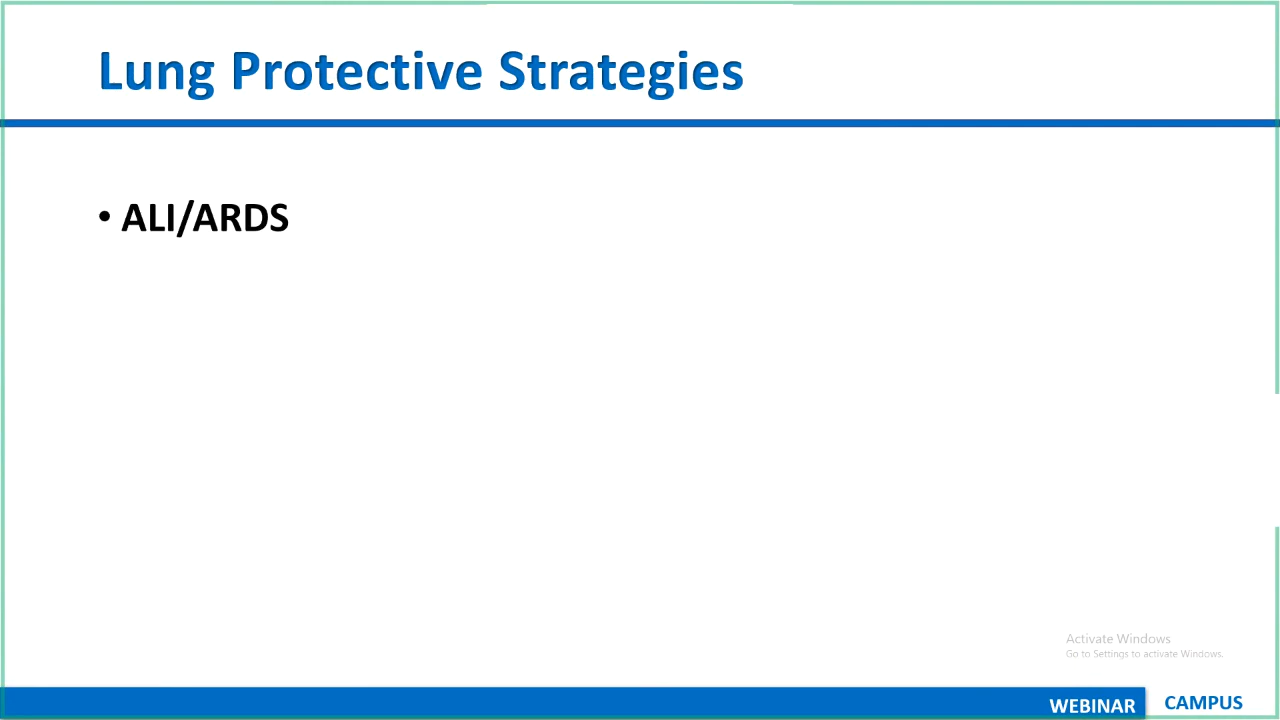 Lung Protective Strategies
• ALI/ARDS
Activate Windows
Go to Settings to activate Windows.
WEBINAR CAMPUS